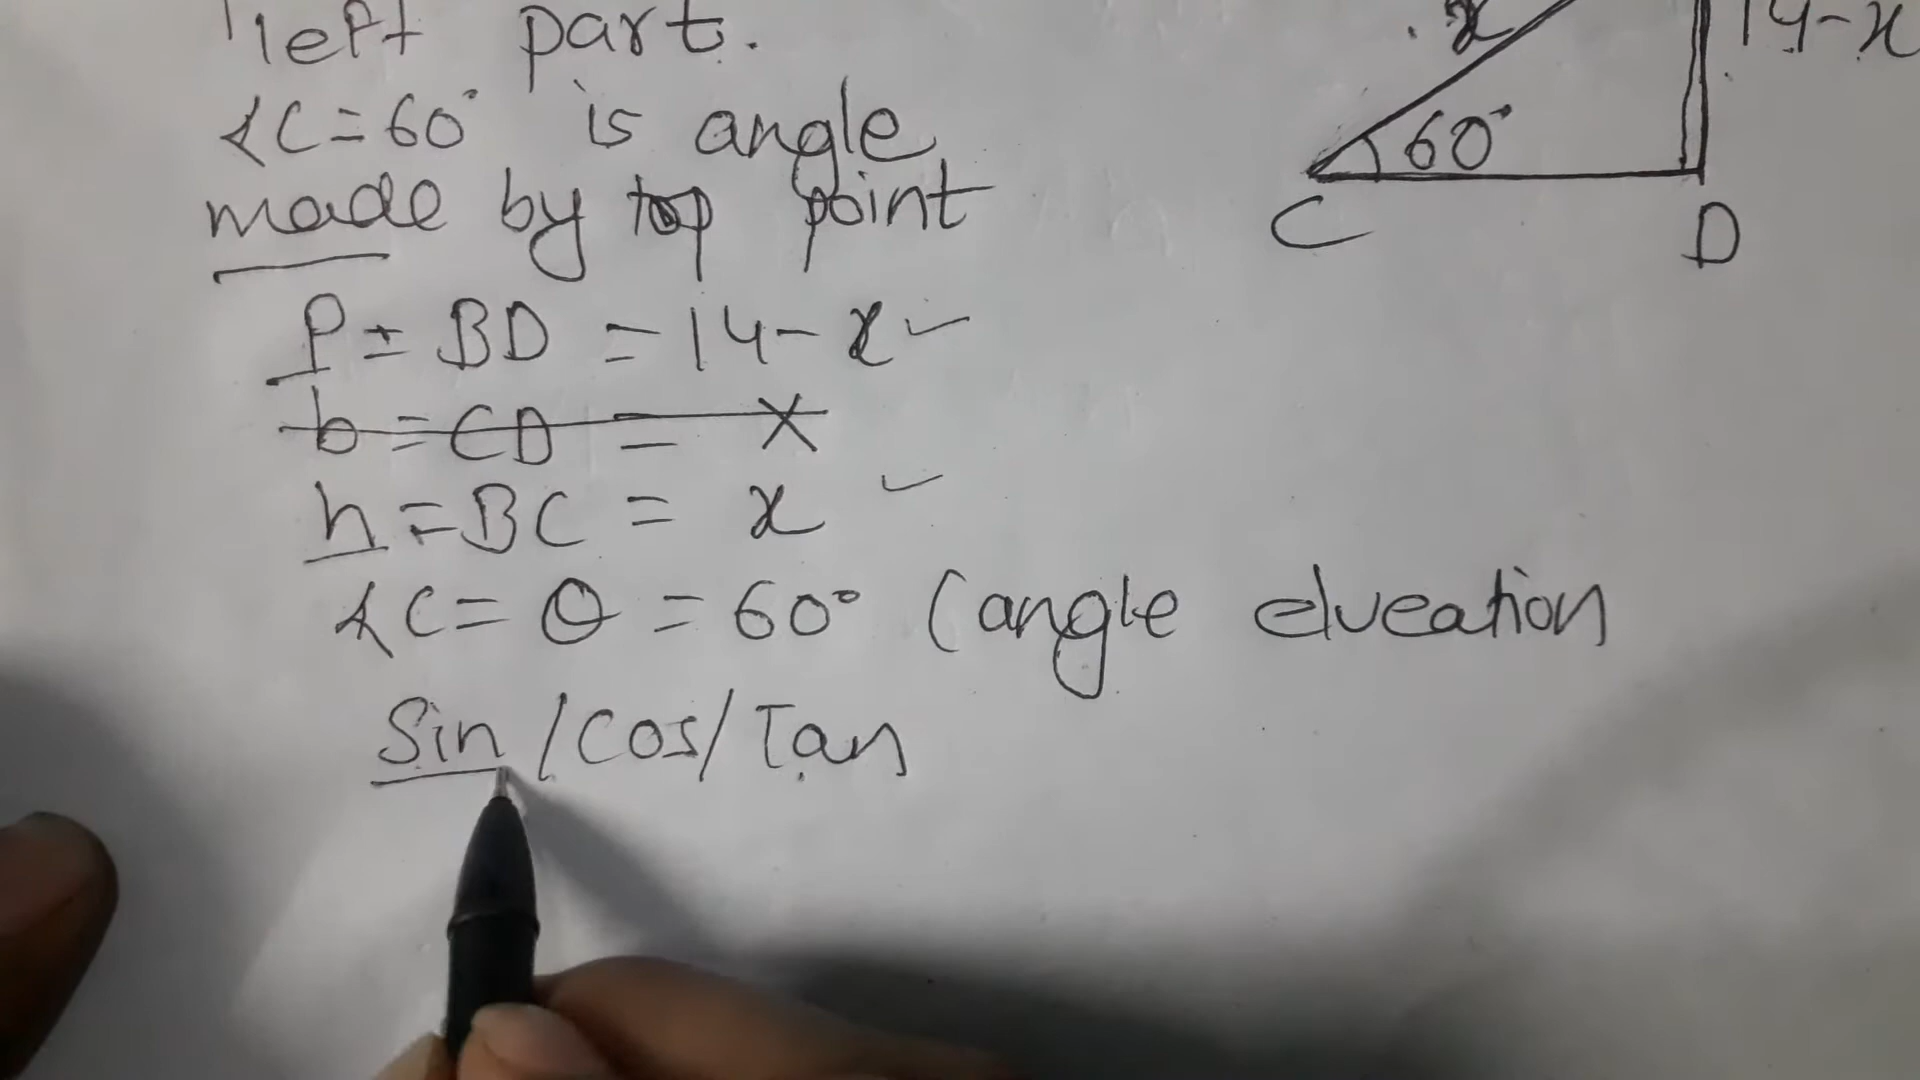 left part.
∡C=60° is angle
made by top point
P = BD = 14-x ✓
b = CD = ×
h = BC = x ✓
∡C = θ = 60° (angle elveation
Sin / Cos / Tan
x
14-x
60°
C
D